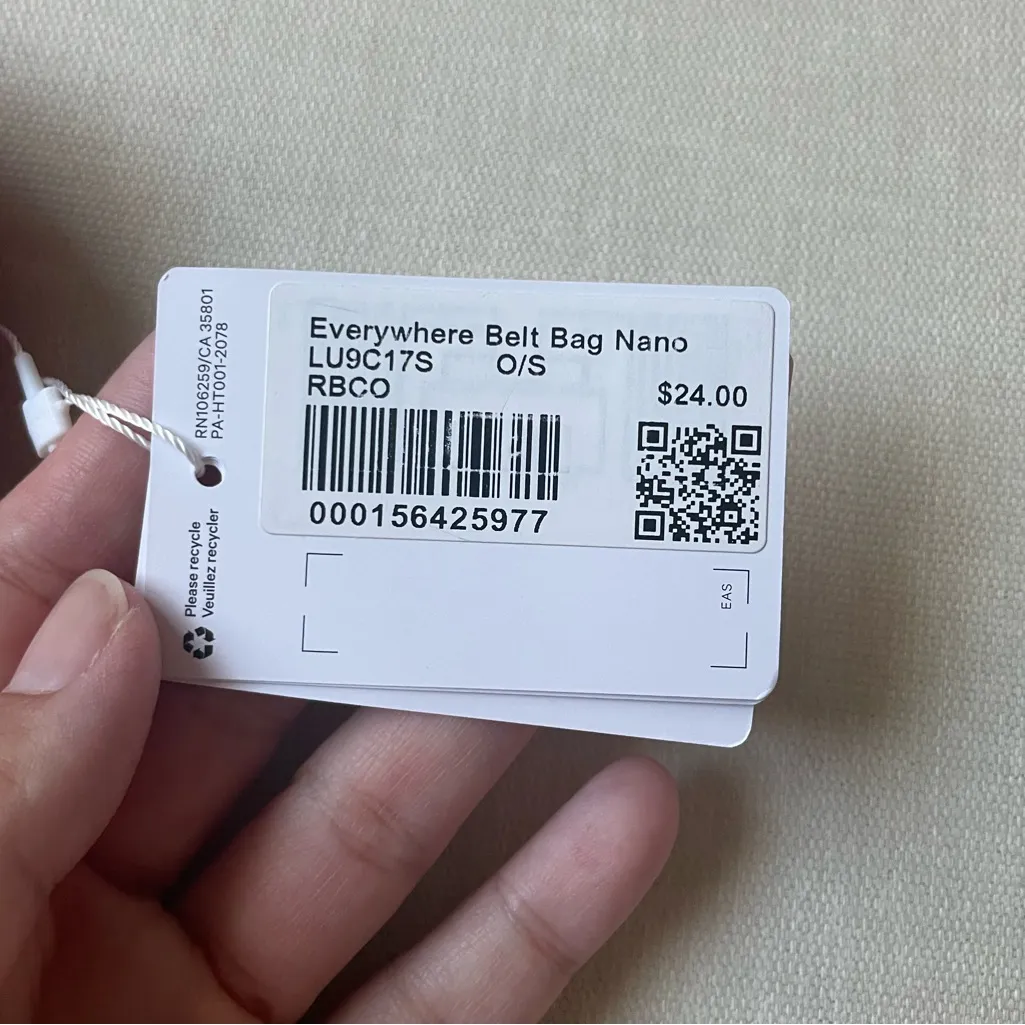 Everywhere Belt Bag Nano
LU9C17S O/S
RBCO
$24.00
000156425977
RN106259/CA 35801
PA-HT001-2078
Please recycle
Veuillez recycler
EAS